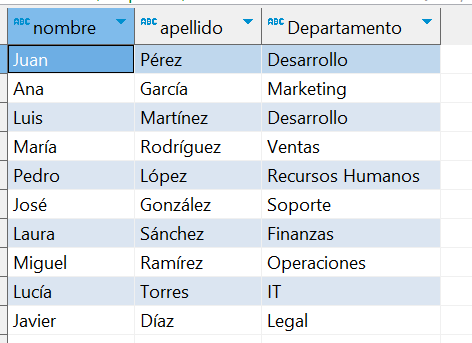 ABC nombre ABC apellido ABC Departamento
Juan Pérez Desarrollo
Ana García Marketing
Luis Martínez Desarrollo
María Rodríguez Ventas
Pedro López Recursos Humanos
José González Soporte
Laura Sánchez Finanzas
Miguel Ramírez Operaciones
Lucía Torres IT
Javier Díaz Legal